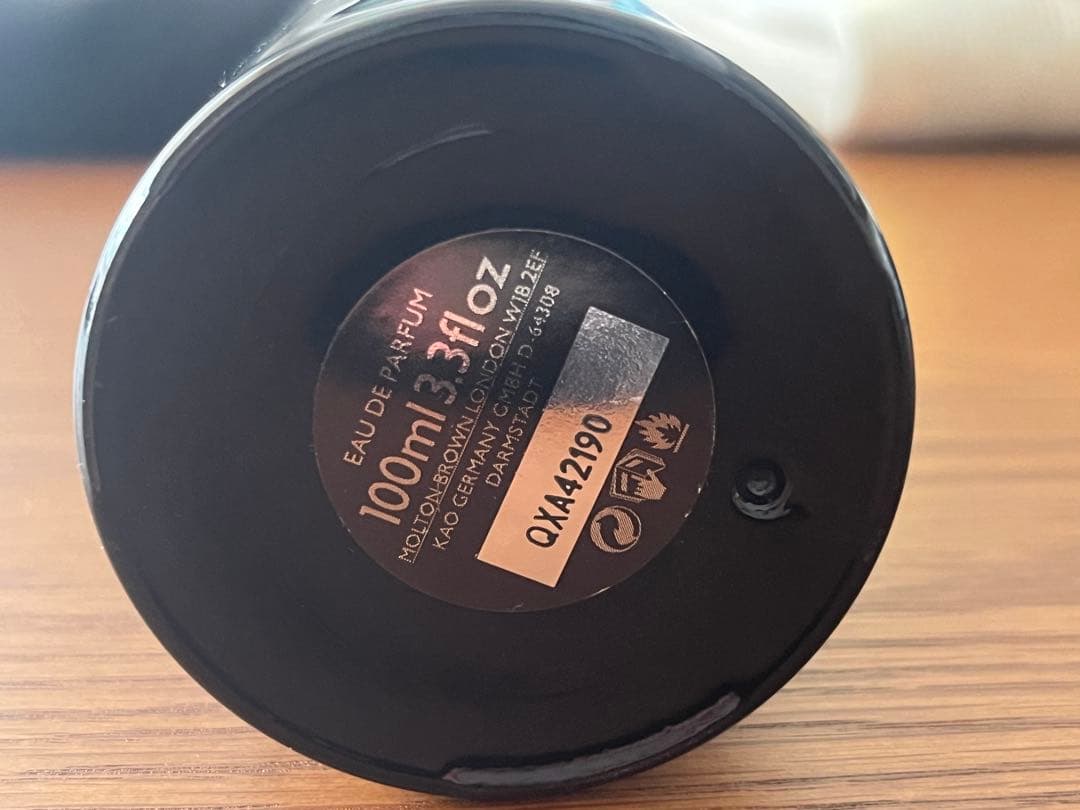 EAU DE PARFUM
100ml 3.3fl oz
MOLTON BROWN LONDON W1B 2EF
KAO GERMANY GMBH D-64308
DARMSTADT
QXA42190